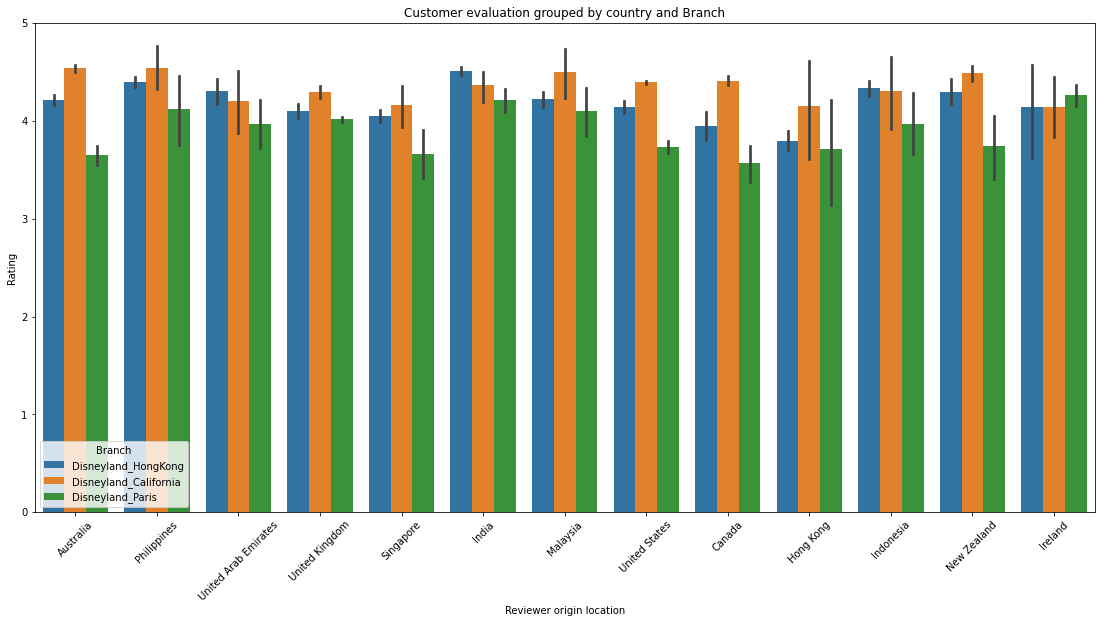 Customer evaluation grouped by country and Branch
Rating
5
4
3
2
1
0
Branch
Disneyland_HongKong
Disneyland_California
Disneyland_Paris
Australia
Philippines
United Arab Emirates
United Kingdom
Singapore
India
Malaysia
United States
Canada
Hong Kong
Indonesia
New Zealand
Ireland
Reviewer origin location